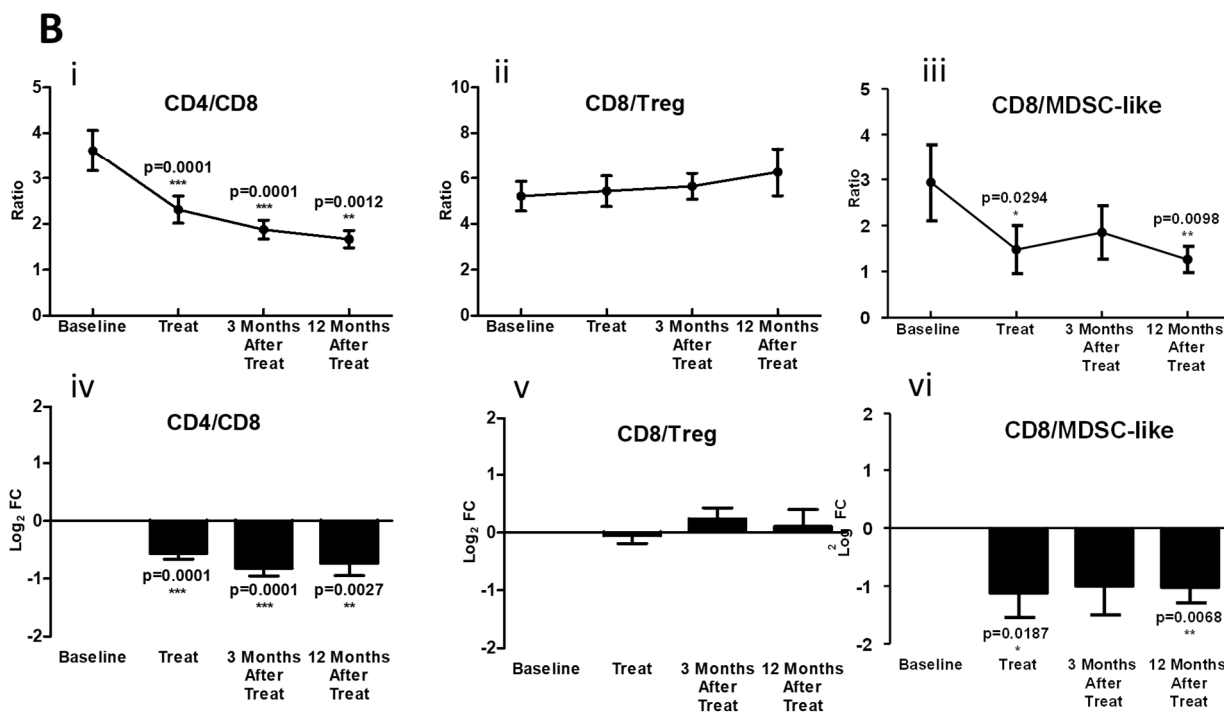 B
i
CD4/CD8
Ratio
5
4
3
2
1
0
p=0.0001
***
p=0.0001
***
p=0.0012
**
Baseline
Treat
3 Months
After
Treat
12 Months
After
Treat
ii
CD8/Treg
Ratio
10
8
6
4
2
0
Baseline
Treat
3 Months
After
Treat
12 Months
After
Treat
iii
CD8/MDSC-like
Ratio
5
4
3
2
1
0
p=0.0294
*
p=0.0098
**
Baseline
Treat
3 Months
After
Treat
12 Months
After
Treat
iv
CD4/CD8
Log2 FC
2
1
0
-1
-2
p=0.0001
***
p=0.0001
***
p=0.0027
**
Baseline
Treat
3 Months
After
Treat
12 Months
After
Treat
v
CD8/Treg
Log2 FC
2
1
0
-1
-2
Baseline
Treat
3 Months
After
Treat
12 Months
After
Treat
vi
CD8/MDSC-like
2
Log FC
2
1
0
-1
-2
p=0.0187
*
p=0.0068
**
Baseline
Treat
3 Months
After
Treat
12 Months
After
Treat